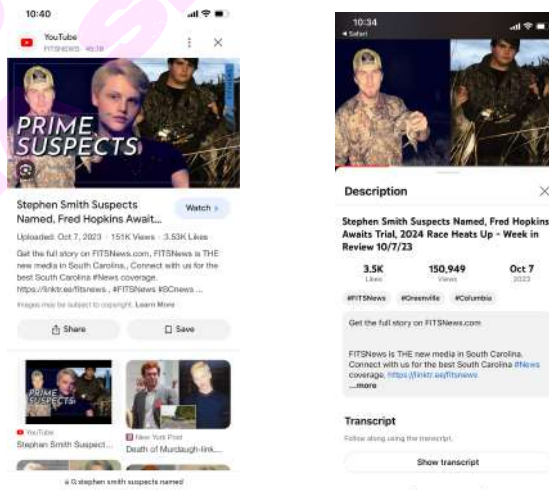 10:40
YouTube
FITSNEWS · 45:18
PRIME
SUSPECTS
Stephen Smith Suspects
Named, Fred Hopkins Await...
Watch >
Uploaded: Oct 7, 2023 · 151K Views · 3.53K Likes
Get the full story on FITSNews.com, FITSNews is THE
new media in South Carolina., Connect with us for the
best South Carolina #News coverage.
https://linktr.ee/fitsnews , #FITSNews #SCnews ...
Images may be subject to copyright. Learn More
Share
Save
PRIME
SUSPECTS
YouTube
Stephen Smith Suspect...
New York Post
Death of Murdaugh-link...
stephen smith suspects named
10:34
Safari
Description
Stephen Smith Suspects Named, Fred Hopkins
Awaits Trial, 2024 Race Heats Up - Week in
Review 10/7/23
3.5K
Likes
150,949
Views
Oct 7
2023
#FITSNews
#Greenville
#Columbia
Get the full story on FITSNews.com
FITSNews is THE new media in South Carolina.
Connect with us for the best South Carolina #News
coverage. https://linktr.ee/fitsnews
...more
Transcript
Follow along using the transcript.
Show transcript